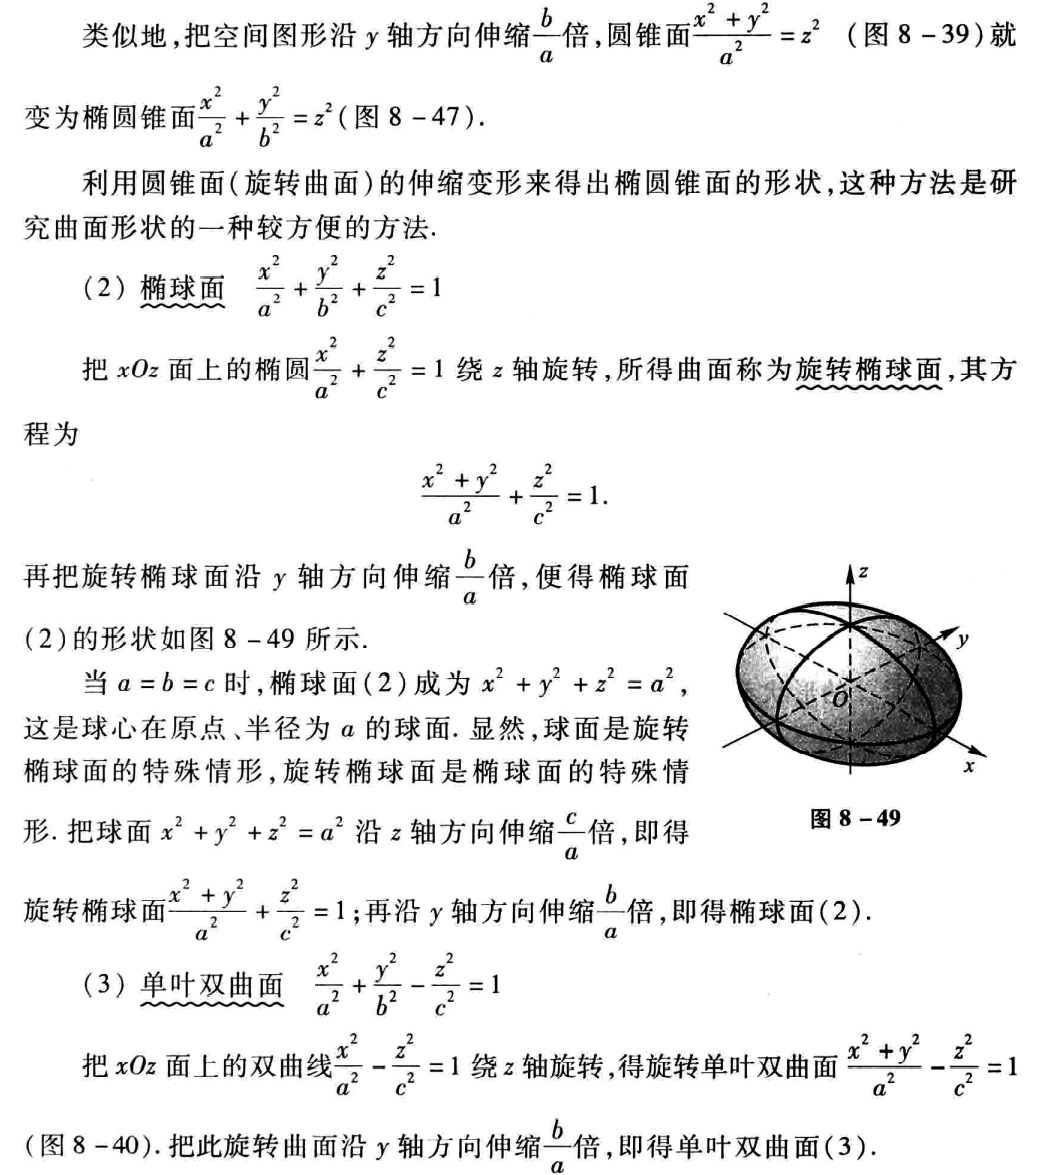 类似地,把空间图形沿 y 轴方向伸缩$\frac{b}{a}$倍,圆锥面$\frac{x^2+y^2}{a^2}=z^2$ (图 8-39)就
变为椭圆锥面$\frac{x^2}{a^2}+\frac{y^2}{b^2}=z^2$(图 8-47).
利用圆锥面(旋转曲面)的伸缩变形来得出椭圆锥面的形状,这种方法是研
究曲面形状的一种较方便的方法.
(2) 椭球面 $\frac{x^2}{a^2}+\frac{y^2}{b^2}+\frac{z^2}{c^2}=1$
把 xOz 面上的椭圆$\frac{x^2}{a^2}+\frac{z^2}{c^2}=1$ 绕 z 轴旋转,所得曲面称为旋转椭球面,其方
程为
$\frac{x^2+y^2}{a^2}+\frac{z^2}{c^2}=1.$
再把旋转椭球面沿 y 轴方向伸缩$\frac{b}{a}$倍,便得椭球面
(2)的形状如图 8-49 所示.
当 a=b=c 时,椭球面(2)成为 $x^2+y^2+z^2=a^2$,
这是球心在原点、半径为 a 的球面. 显然,球面是旋转
椭球面的特殊情形,旋转椭球面是椭球面的特殊情
形. 把球面 $x^2+y^2+z^2=a^2$ 沿 z 轴方向伸缩$\frac{c}{a}$倍,即得
z
y
O
x
图 8-49
旋转椭球面$\frac{x^2+y^2}{a^2}+\frac{z^2}{c^2}=1$;再沿 y 轴方向伸缩$\frac{b}{a}$倍,即得椭球面(2).
(3) 单叶双曲面 $\frac{x^2}{a^2}+\frac{y^2}{b^2}-\frac{z^2}{c^2}=1$
把 xOz 面上的双曲线$\frac{x^2}{a^2}-\frac{z^2}{c^2}=1$ 绕 z 轴旋转,得旋转单叶双曲面 $\frac{x^2+y^2}{a^2}-\frac{z^2}{c^2}=1$
(图 8-40). 把此旋转曲面沿 y 轴方向伸缩$\frac{b}{a}$倍,即得单叶双曲面(3).